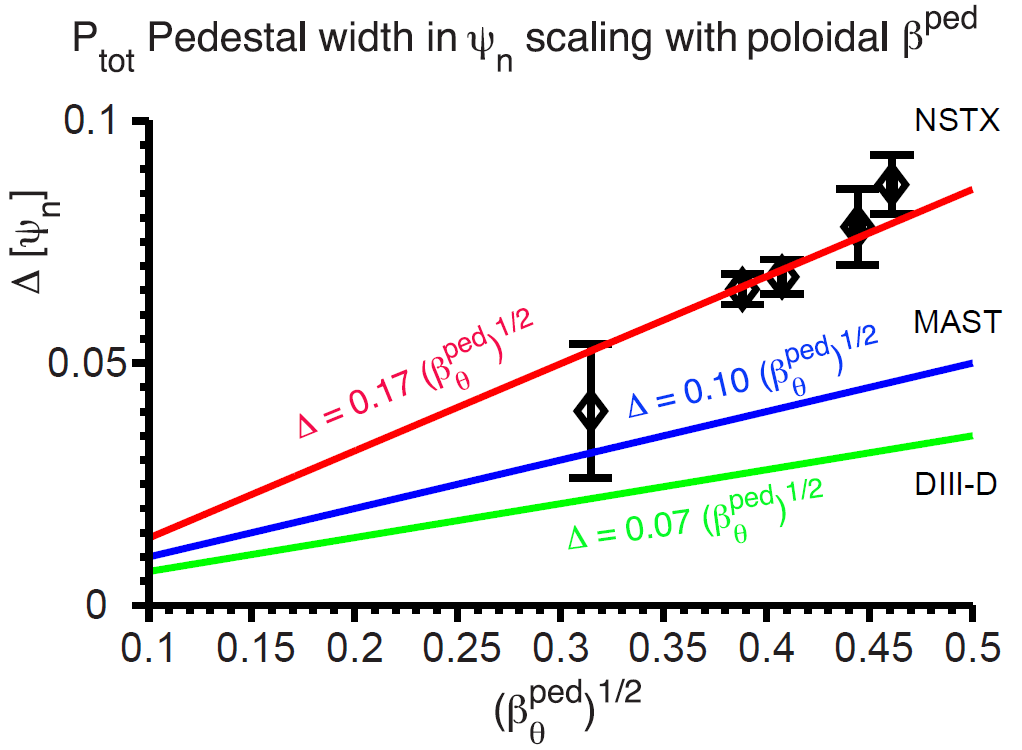 P_tot Pedestal width in ψ_n scaling with poloidal β^ped
0.1
NSTX
Δ [ψ_n]
MAST
0.05
Δ = 0.17 (β_θ^ped)^1/2
Δ = 0.10 (β_θ^ped)^1/2
DIII-D
Δ = 0.07 (β_θ^ped)^1/2
0
0.1 0.15 0.2 0.25 0.3 0.35 0.4 0.45 0.5
(β_θ^ped)^1/2